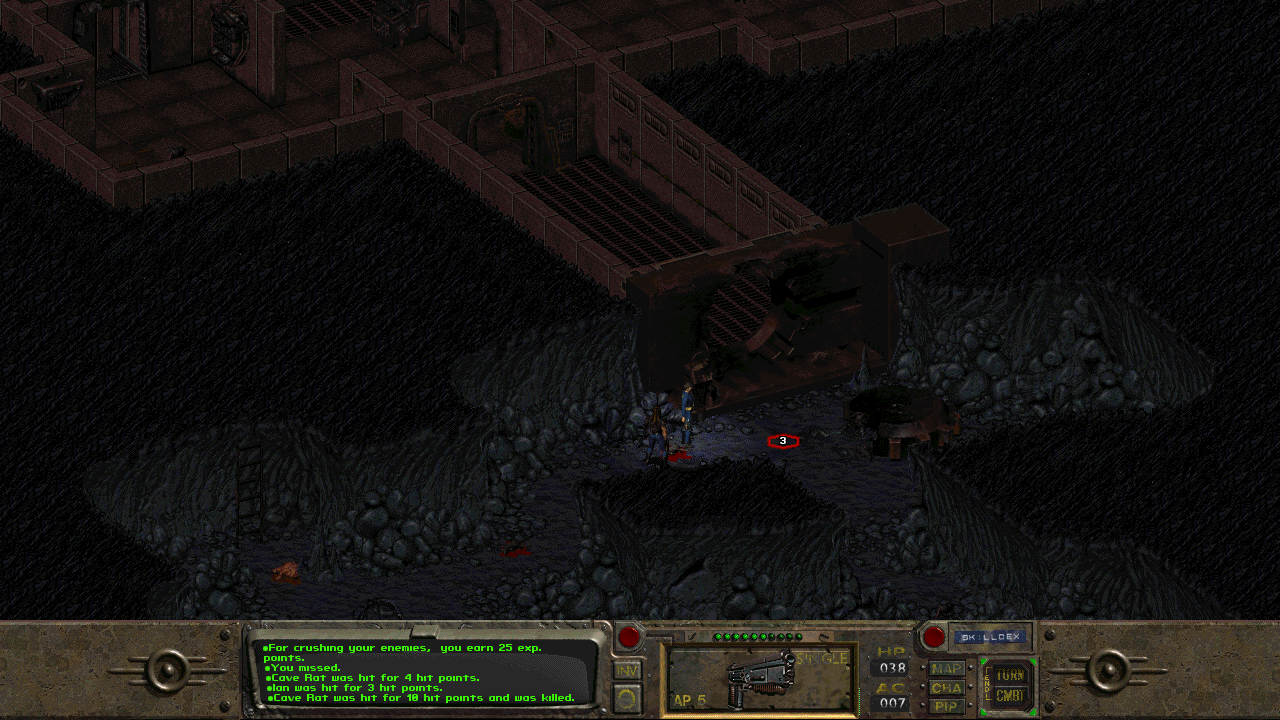 3
●For crushing your enemies, you earn 25 exp.
points.
●You missed.
●Cave Rat was hit for 4 hit points.
●Ian was hit for 3 hit points.
●Cave Rat was hit for 10 hit points and was killed.
INV
SINGLE
AP 5
HP
038
AC
007
SKILLDEX
MAP
CHA
PIP
END
TURN
CMBT